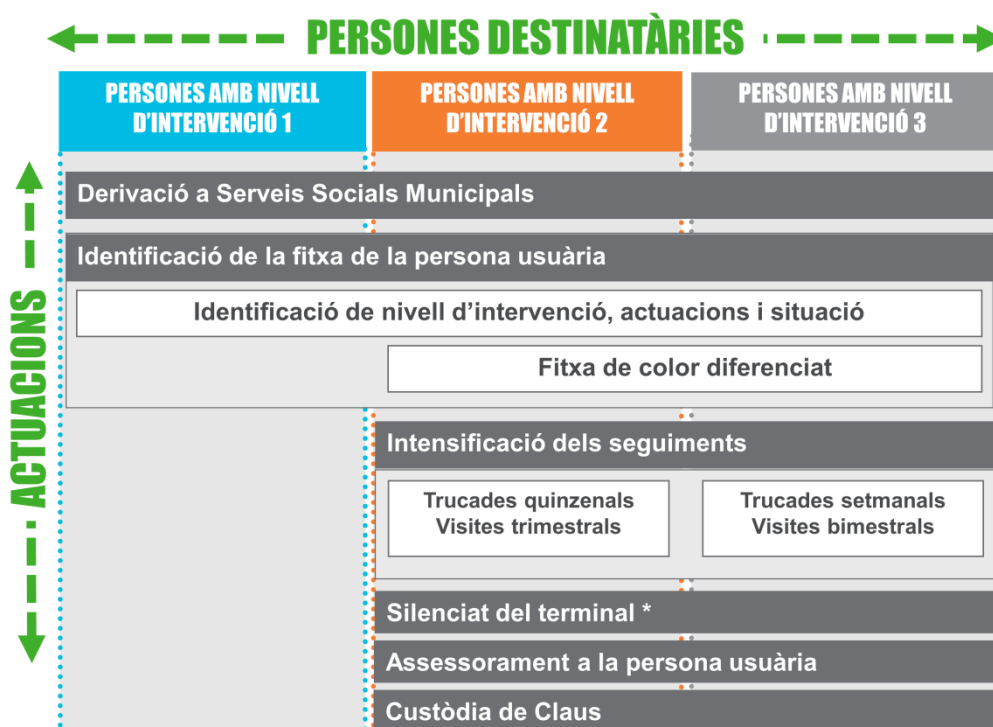 PERSONES DESTINATÀRIES
PERSONES AMB NIVELL
D'INTERVENCIÓ 1
PERSONES AMB NIVELL
D'INTERVENCIÓ 2
PERSONES AMB NIVELL
D'INTERVENCIÓ 3
ACTUACIONS
Derivació a Serveis Socials Municipals
Identificació de la fitxa de la persona usuària
Identificació de nivell d'intervenció, actuacions i situació
Fitxa de color diferenciat
Intensificació dels seguiments
Trucades quinzenals
Visites trimestrals
Trucades setmanals
Visites bimestrals
Silenciat del terminal *
Assessorament a la persona usuària
Custòdia de Claus